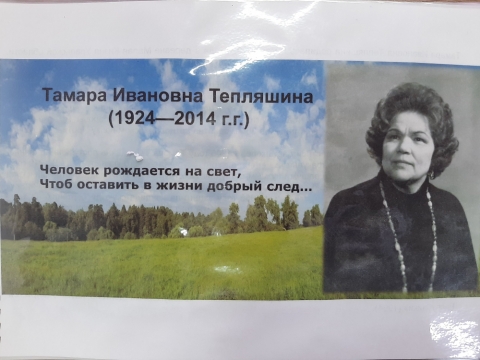 Тамара Ивановна Тепляшина
(1924—2014 г.г.)
Человек рождается на свет,
Чтоб оставить в жизни добрый след...